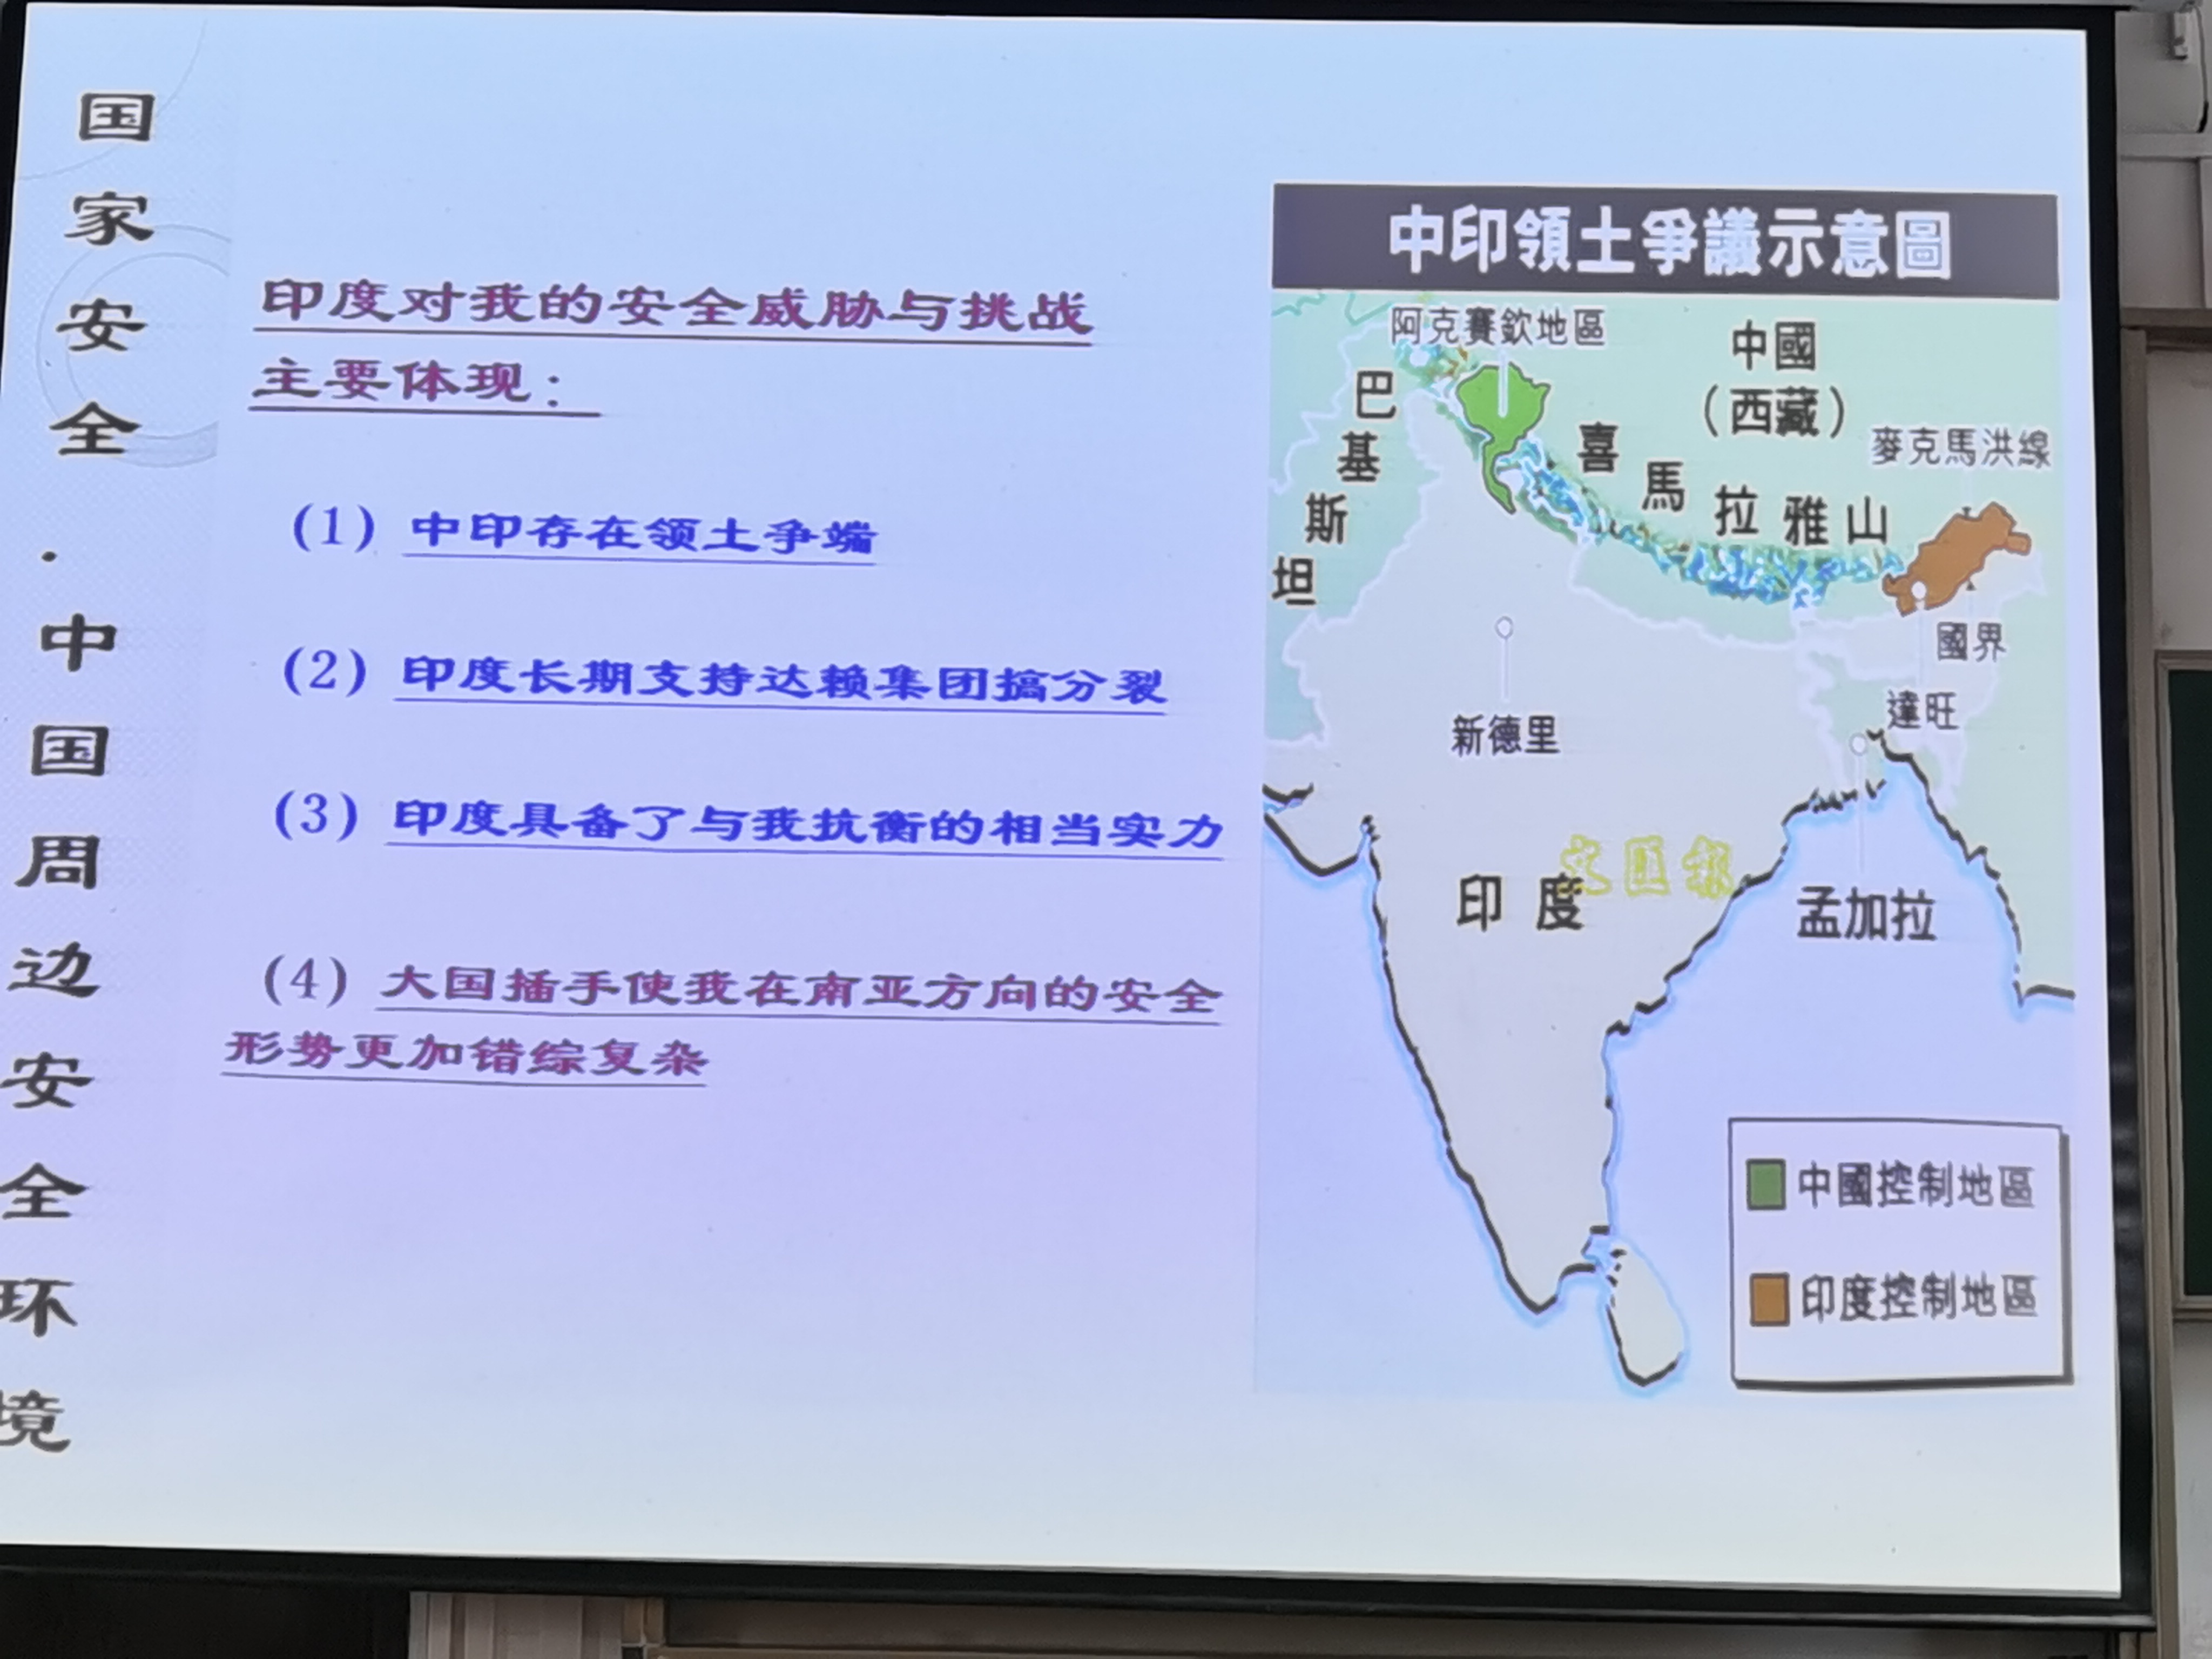 国家安全·中国周边安全环境
印度对我的安全威胁与挑战
主要体现:
(1) 中印存在领土争端
(2) 印度长期支持达赖集团搞分裂
(3) 印度具备了与我抗衡的相当实力
(4) 大国插手使我在南亚方向的安全
形势更加错综复杂
中印領土爭議示意圖
阿克賽欽地區
中國
(西藏)
巴基斯坦
喜馬拉雅山
麥克馬洪線
國界
達旺
新德里
文匯報
印度
孟加拉
中國控制地區
印度控制地區